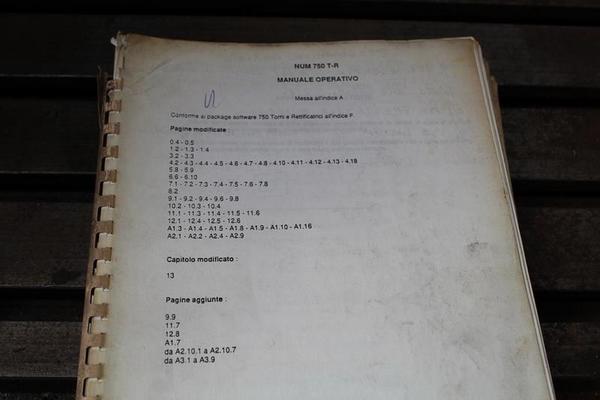 NUM 750 T-R
MANUALE OPERATIVO
Messa all'indice A
Conforme al package software 750 Torni e Rettificatrici all'indice F
Pagine modificate :
0.4 - 0.5
1.2 - 1.3 - 1.4
3.2 - 3.3
4.2 - 4.3 - 4.4 - 4.5 - 4.6 - 4.7 - 4.8 - 4.10 - 4.11 - 4.12 - 4.13 - 4.18
5.8 - 5.9
6.6 - 6.10
7.1 - 7.2 - 7.3 - 7.4 - 7.5 - 7.6 - 7.8
8.2
9.1 - 9.2 - 9.4 - 9.6 - 9.8
10.2 - 10.3 - 10.4
11.1 - 11.3 - 11.4 - 11.5 - 11.6
12.1 - 12.4 - 12.5 - 12.6
A1.3 - A1.4 - A1.5 - A1.8 - A1.9 - A1.10 - A1.16
A2.1 - A2.2 - A2.4 - A2.9
Capitolo modificato :
13
Pagine aggiunte :
9.9
11.7
12.8
A1.7
da A2.10.1 a A2.10.7
da A3.1 a A3.9